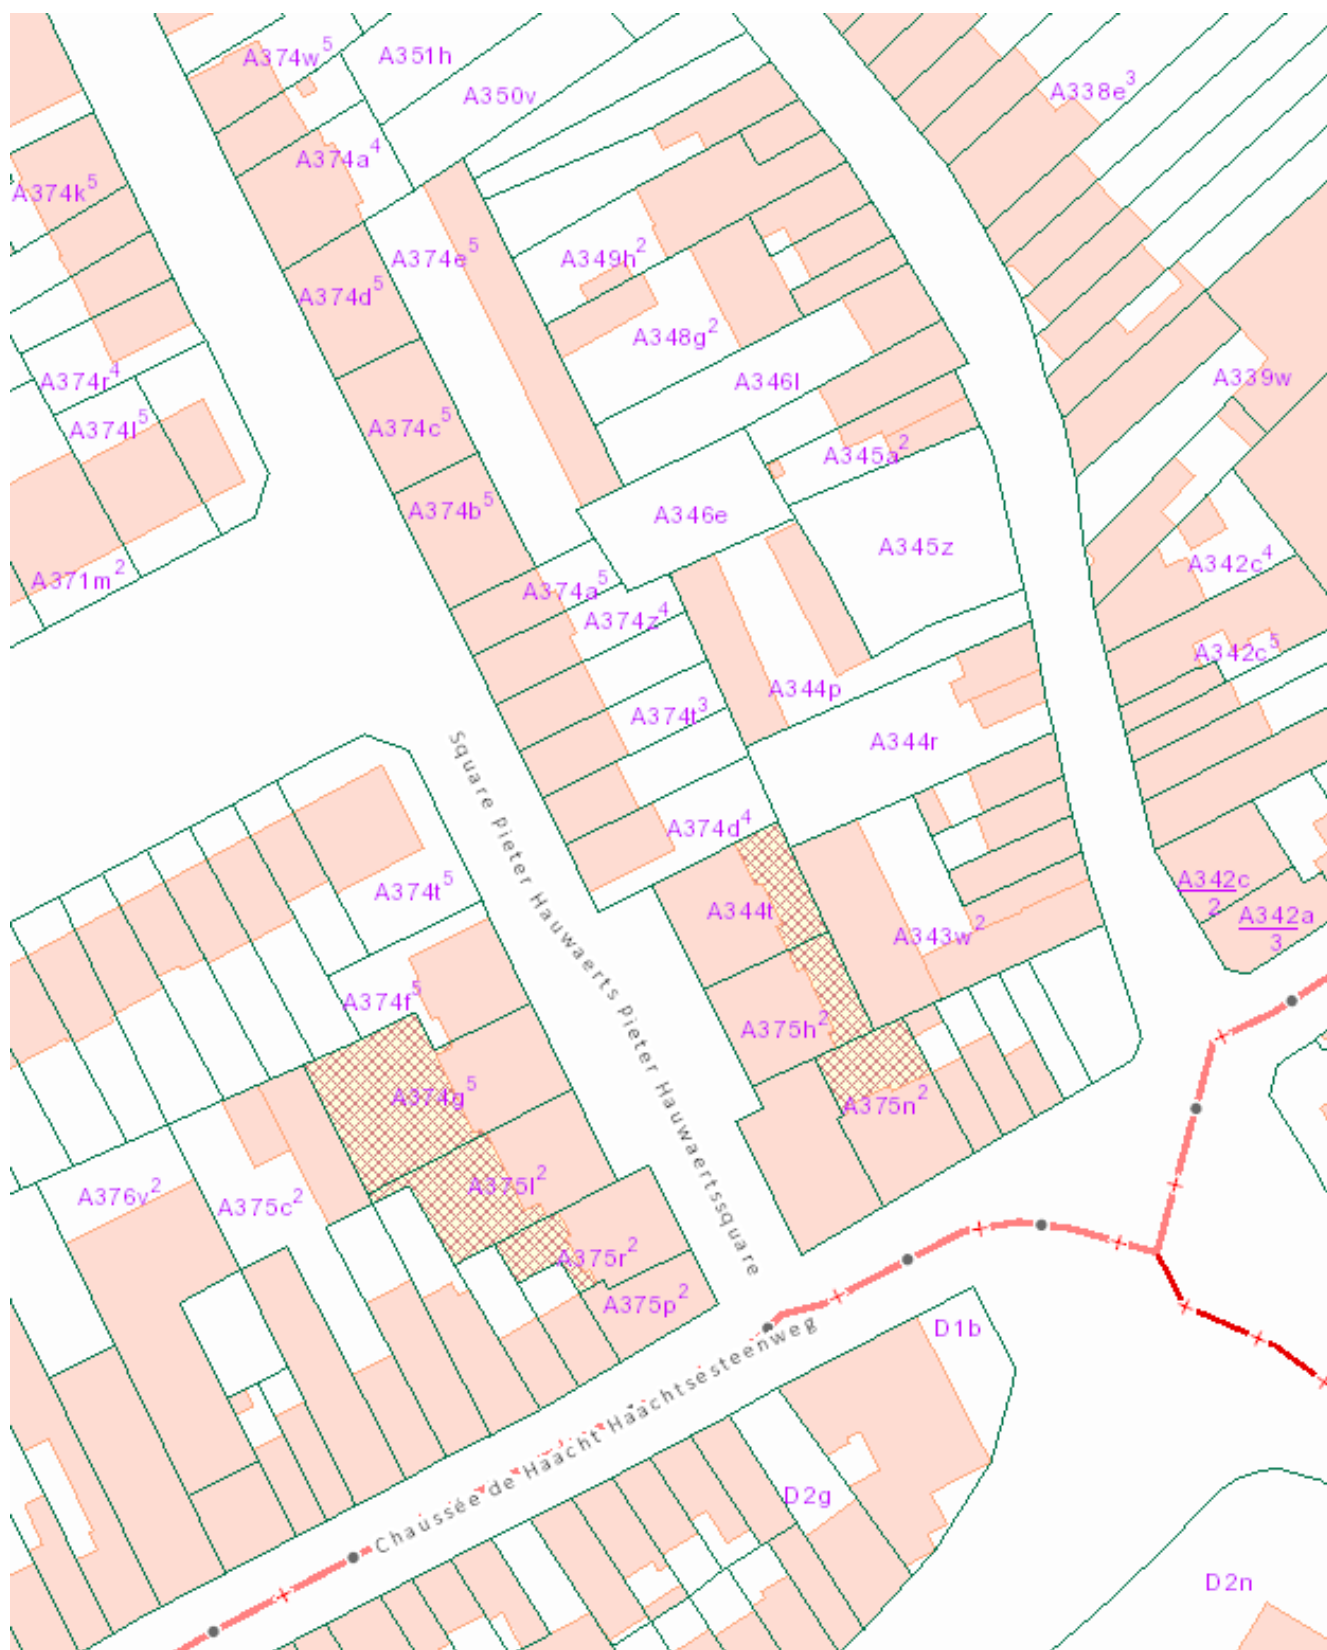 A374w⁵
A351h
A350v
A338e³
A374a⁴
A374k⁵
A374e⁵
A349h²
A374d⁵
A348g²
A374r⁴
A346l
A339w
A374l⁵
A374c⁵
A345a²
A374b⁵
A346e
A345z
A371m²
A374a⁵
A342c⁴
A374z⁴
A342c⁵
A344p
A374t³
A344r
Square Pieter Hauwaerts Pieter Hauwaertssquare
A374d⁴
A374t⁵
A342c
2
A344t
A342a
3
A343w²
A374f⁵
A375h²
A374g⁵
A375n²
A376v²
A375l²
A375c²
A375r²
A375p²
D1b
Chaussée de Haacht Haachtsesteenweg
D2g
D2n